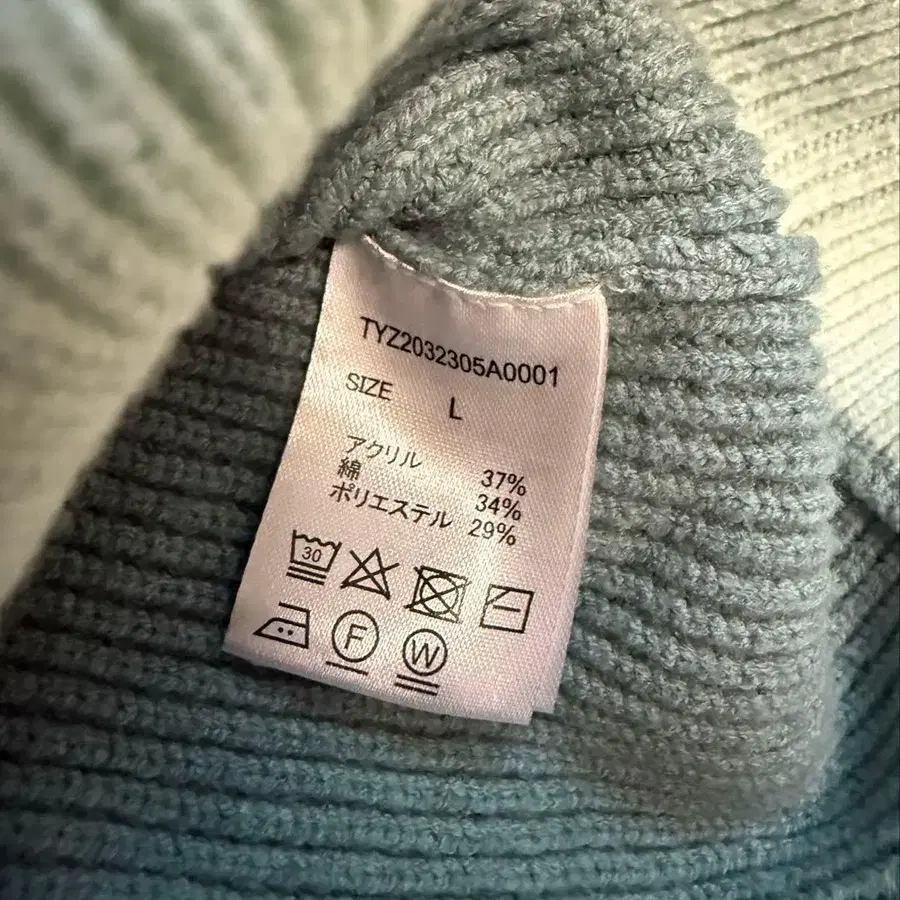 TYZ2032305A0001
SIZE L
アクリル 37%
綿 34%
ポリエステル 29%
30
F
W